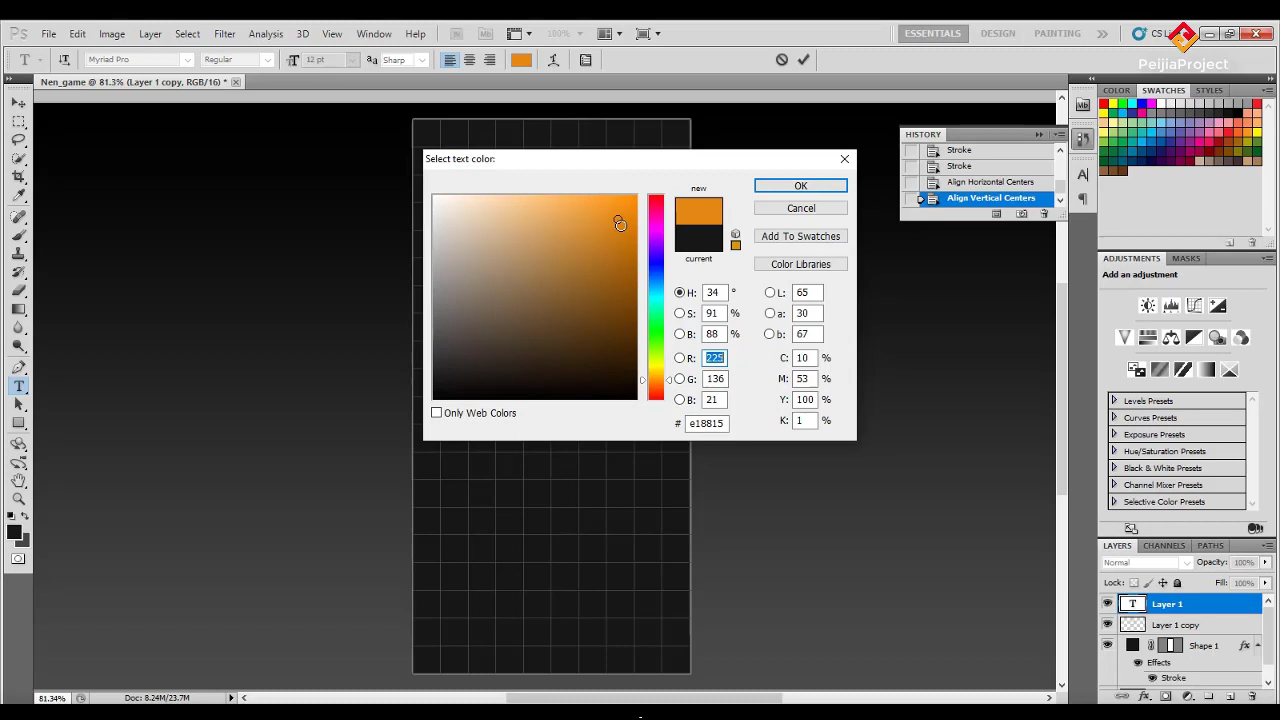 Ps File Edit Image Layer Select Filter Analysis 3D View Window Help Mb 100% ESSENTIALS DESIGN PAINTING CS
PeijiaProject
T Myriad Pro Regular 12 pt Sharp
Nen_game @ 81.3% (Layer 1 copy, RGB/16) *
COLOR SWATCHES STYLES
Mb
HISTORY
Stroke
Stroke
Align Horizontal Centers
Align Vertical Centers
Select text color:
new
current
OK
Cancel
Add To Swatches
Color Libraries
H: 34 ° L: 65
S: 91 % a: 30
B: 88 % b: 67
R: 225 C: 10 %
G: 136 M: 53 %
B: 21 Y: 100 %
# e18815 K: 1 %
Only Web Colors
ADJUSTMENTS MASKS
Add an adjustment
Levels Presets
Curves Presets
Exposure Presets
Hue/Saturation Presets
Black & White Presets
Channel Mixer Presets
Selective Color Presets
LAYERS CHANNELS PATHS
Normal Opacity: 100%
Lock: Fill: 100%
T Layer 1
Layer 1 copy
Shape 1 fx
Effects
Stroke
81.34% Doc: 8.24M/23.7M